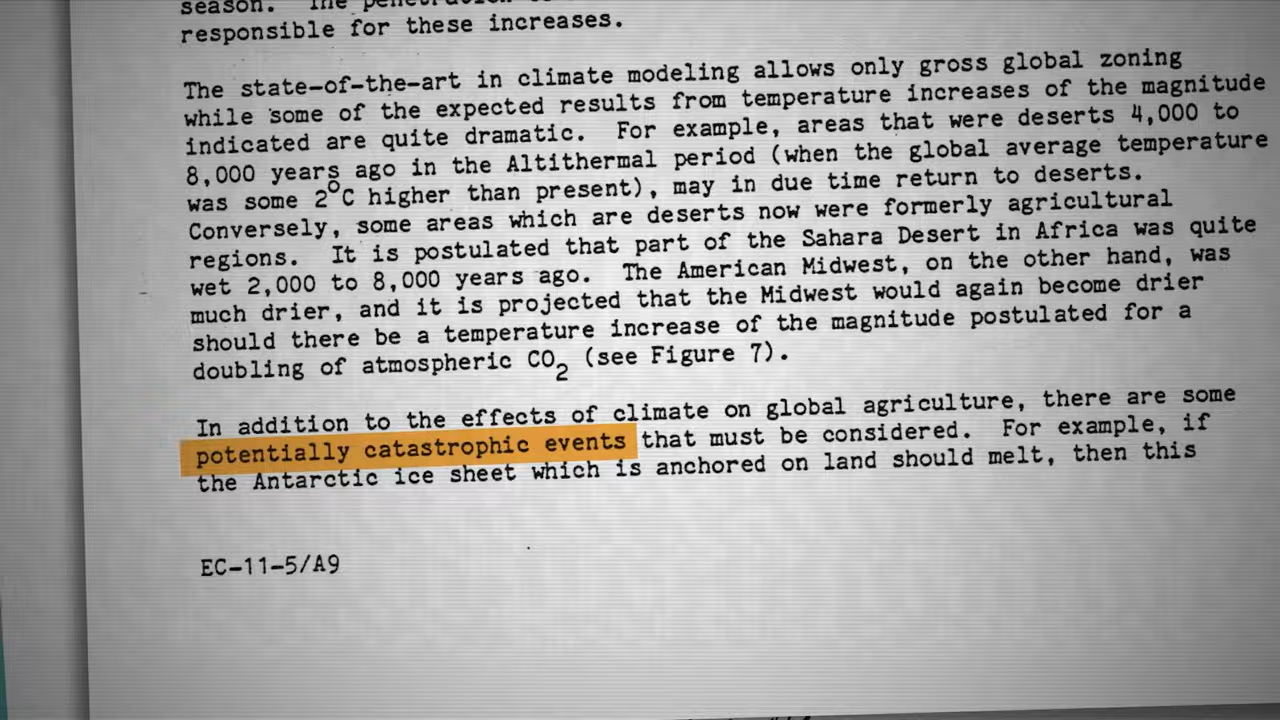 season. The
responsible for these increases.
The state-of-the-art in climate modeling allows only gross global zoning
while some of the expected results from temperature increases of the magnitude
indicated are quite dramatic. For example, areas that were deserts 4,000 to
8,000 years ago in the Altithermal period (when the global average temperature
was some 2°C higher than present), may in due time return to deserts.
Conversely, some areas which are deserts now were formerly agricultural
regions. It is postulated that part of the Sahara Desert in Africa was quite
wet 2,000 to 8,000 years ago. The American Midwest, on the other hand, was
much drier, and it is projected that the Midwest would again become drier
should there be a temperature increase of the magnitude postulated for a
doubling of atmospheric CO₂ (see Figure 7).
In addition to the effects of climate on global agriculture, there are some
potentially catastrophic events that must be considered. For example, if
the Antarctic ice sheet which is anchored on land should melt, then this
EC-11-5/A9